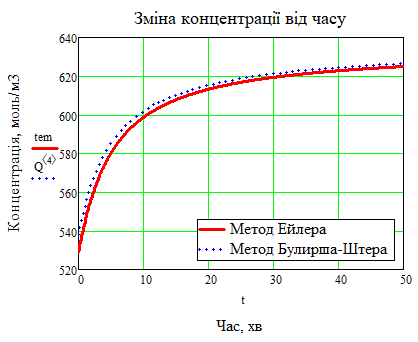 Зміна концентрації від часу
640
620
600
580
560
540
520
Концентрація, моль/м3
tem
Q⟨4⟩
Метод Ейлера
Метод Булирша-Штера
0
10
20
30
40
50
t
Час, хв